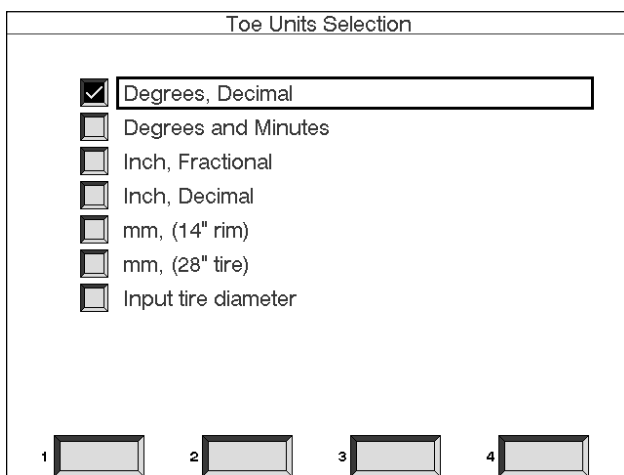 Toe Units Selection
Degrees, Decimal
Degrees and Minutes
Inch, Fractional
Inch, Decimal
mm, (14" rim)
mm, (28" tire)
Input tire diameter
1 2 3 4